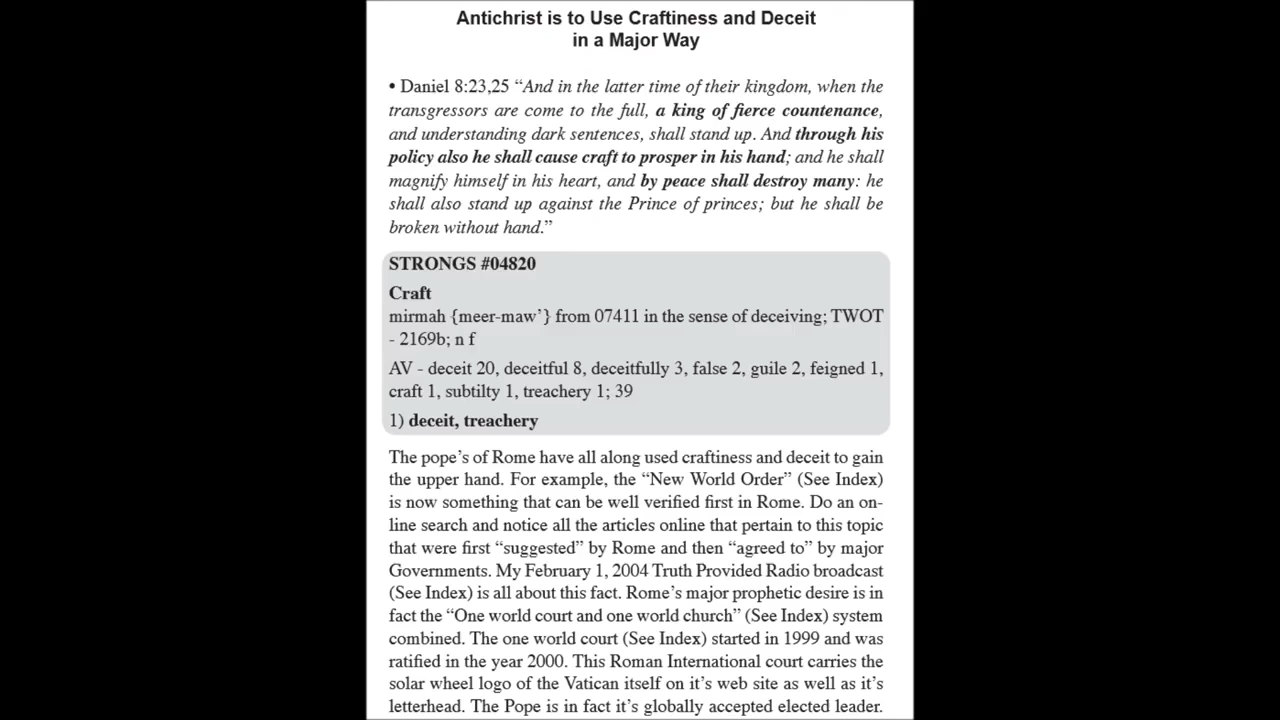 Antichrist is to Use Craftiness and Deceit
in a Major Way
• Daniel 8:23,25 “And in the latter time of their kingdom, when the
transgressors are come to the full, a king of fierce countenance,
and understanding dark sentences, shall stand up. And through his
policy also he shall cause craft to prosper in his hand; and he shall
magnify himself in his heart, and by peace shall destroy many: he
shall also stand up against the Prince of princes; but he shall be
broken without hand.”
STRONGS #04820
Craft
mirmah {meer-maw’} from 07411 in the sense of deceiving; TWOT
- 2169b; n f
AV - deceit 20, deceitful 8, deceitfully 3, false 2, guile 2, feigned 1,
craft 1, subtilty 1, treachery 1; 39
1) deceit, treachery
The pope’s of Rome have all along used craftiness and deceit to gain
the upper hand. For example, the “New World Order” (See Index)
is now something that can be well verified first in Rome. Do an on-
line search and notice all the articles online that pertain to this topic
that were first “suggested” by Rome and then “agreed to” by major
Governments. My February 1, 2004 Truth Provided Radio broadcast
(See Index) is all about this fact. Rome’s major prophetic desire is in
fact the “One world court and one world church” (See Index) system
combined. The one world court (See Index) started in 1999 and was
ratified in the year 2000. This Roman International court carries the
solar wheel logo of the Vatican itself on it’s web site as well as it’s
letterhead. The Pope is in fact it’s globally accepted elected leader.